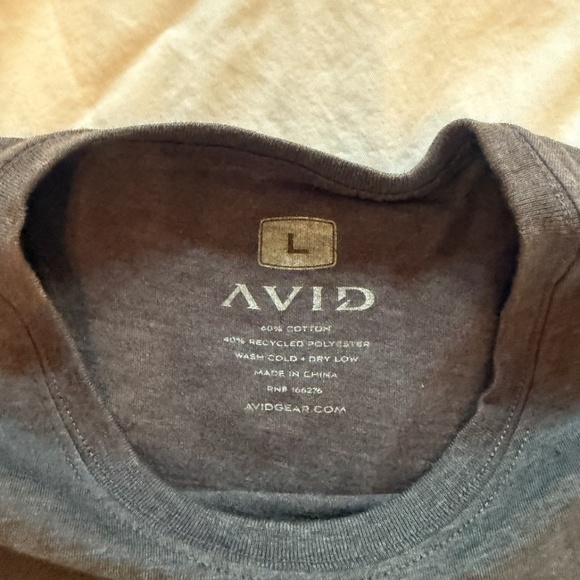 L
AVID
60% COTTON
40% RECYCLED POLYESTER
WASH COLD + DRY LOW
MADE IN CHINA
RN# 166276
AVIDGEAR.COM